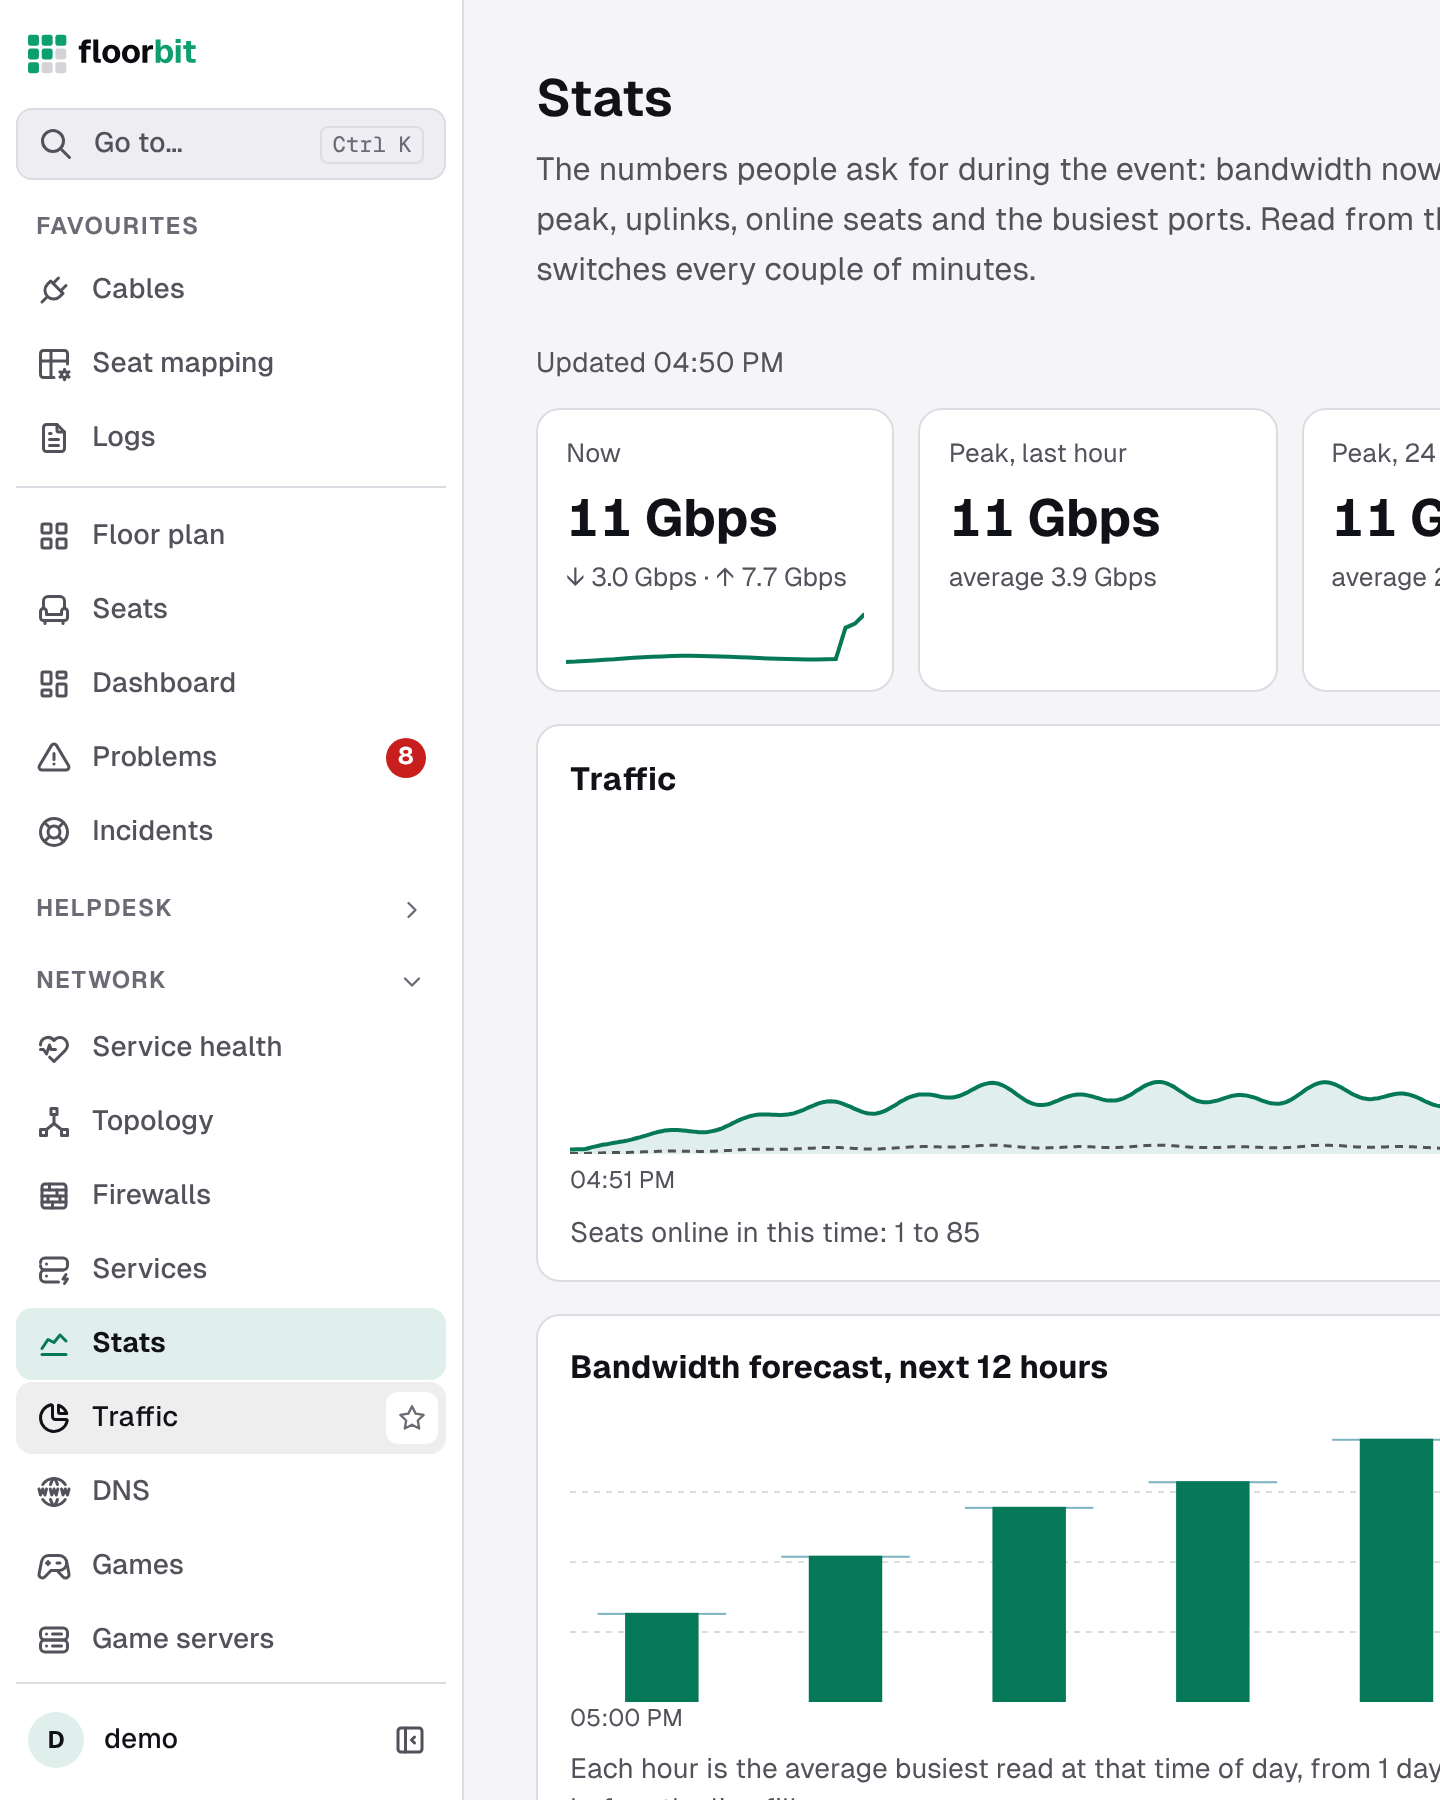 floorbit
Go to...
Ctrl K
FAVOURITES
Cables
Seat mapping
Logs
Floor plan
Seats
Dashboard
Problems
8
Incidents
HELPDESK
NETWORK
Service health
Topology
Firewalls
Services
Stats
Traffic
DNS
Games
Game servers
D
demo
Stats
The numbers people ask for during the event: bandwidth now
peak, uplinks, online seats and the busiest ports. Read from
switches every couple of minutes.
Updated 04:50 PM
Now
11 Gbps
↓ 3.0 Gbps · ↑ 7.7 Gbps
Peak, last hour
11 Gbps
average 3.9 Gbps
Peak, 24
11
average
Traffic
04:51 PM
Seats online in this time: 1 to 85
Bandwidth forecast, next 12 hours
05:00 PM
Each hour is the average busiest read at that time of day, from 1 day